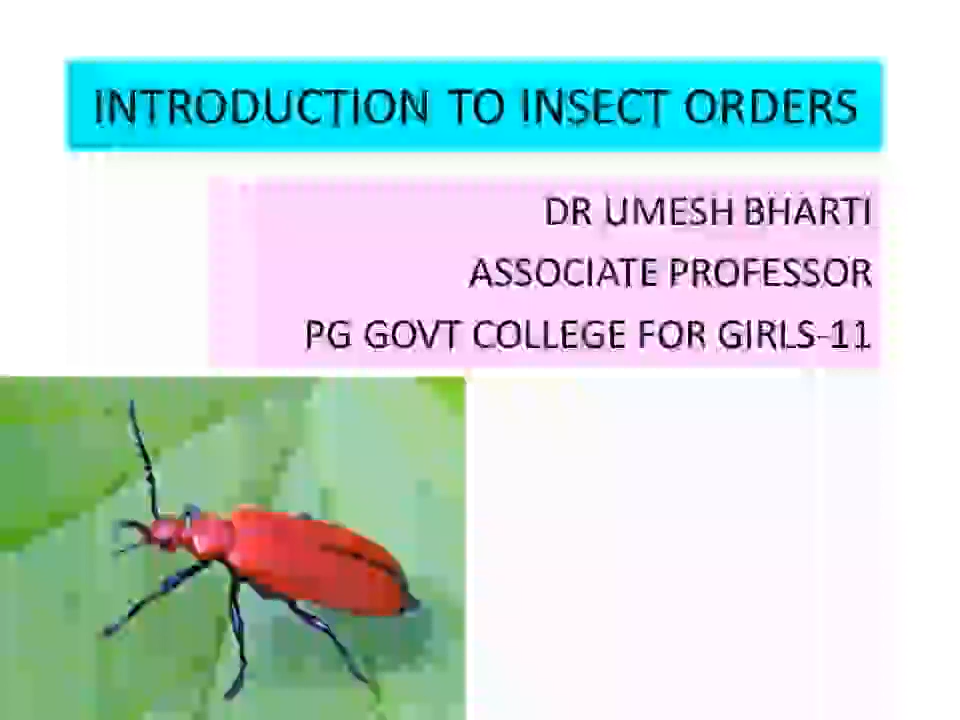 INTRODUCTION TO INSECT ORDERS
DR UMESH BHARTI
ASSOCIATE PROFESSOR
PG GOVT COLLEGE FOR GIRLS-11